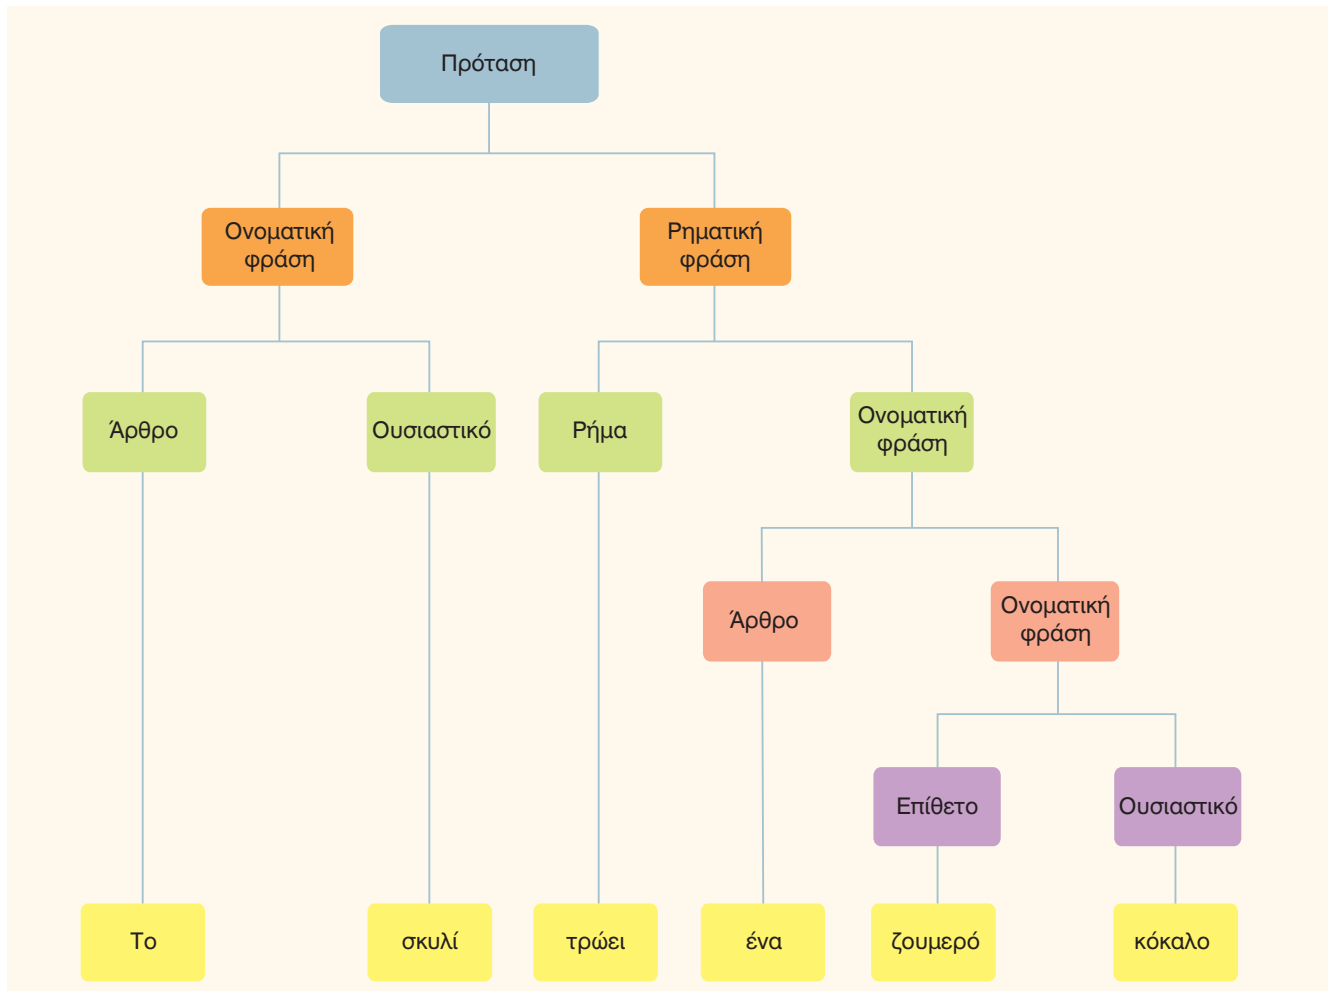 Πρόταση
Ονοματική
φράση
Ρηματική
φράση
Άρθρο
Ουσιαστικό
Ρήμα
Ονοματική
φράση
Άρθρο
Ονοματική
φράση
Επίθετο
Ουσιαστικό
Το
σκυλί
τρώει
ένα
ζουμερό
κόκαλο